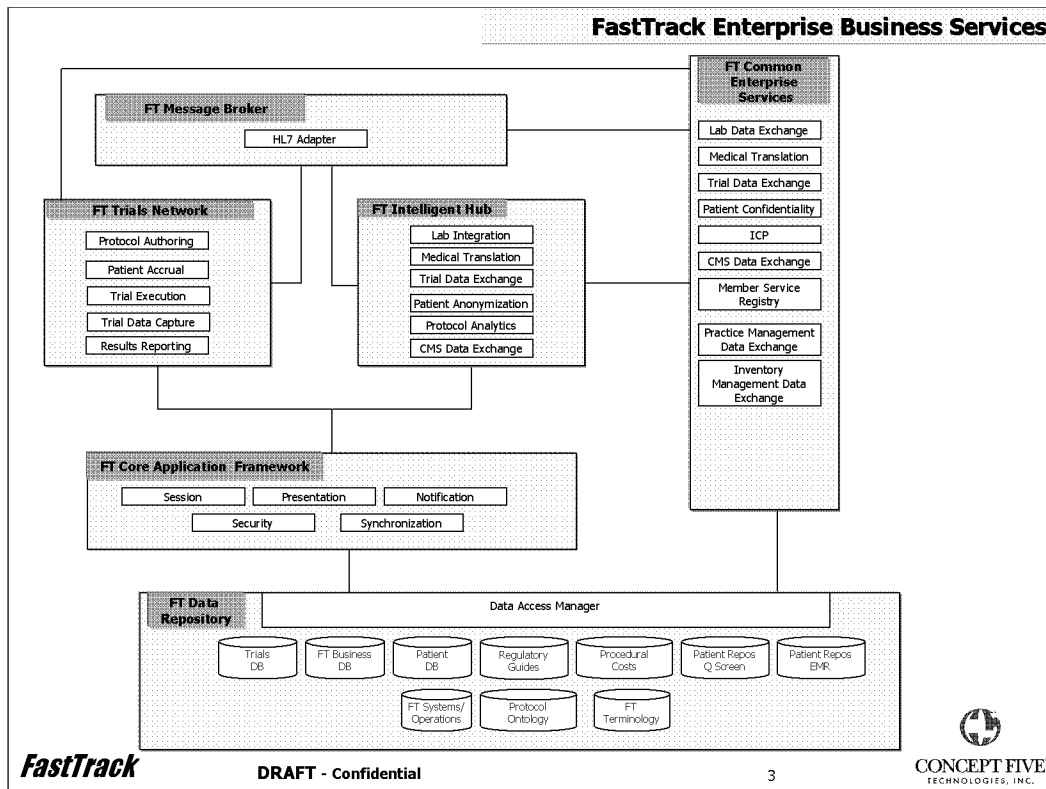 FastTrack Enterprise Business Services
FT Common
Enterprise
Services
FT Message Broker
HL7 Adapter
Lab Data Exchange
Medical Translation
Trial Data Exchange
Patient Confidentiality
ICP
CMS Data Exchange
Member Service
Registry
Practice Management
Data Exchange
Inventory
Management Data
Exchange
FT Trials Network
Protocol Authoring
Patient Accrual
Trial Execution
Trial Data Capture
Results Reporting
FT Intelligent Hub
Lab Integration
Medical Translation
Trial Data Exchange
Patient Anonymization
Protocol Analytics
CMS Data Exchange
FT Core Application Framework
Session
Presentation
Notification
Security
Synchronization
FT Data
Repository
Data Access Manager
Trials
DB
FT Business
DB
Patient
DB
Regulatory
Guides
Procedural
Costs
Patient Repos
Q Screen
Patient Repos
EMR
FT Systems/
Operations
Protocol
Ontology
FT
Terminology
FastTrack
DRAFT - Confidential
3
CONCEPT FIVE
TECHNOLOGIES, INC.